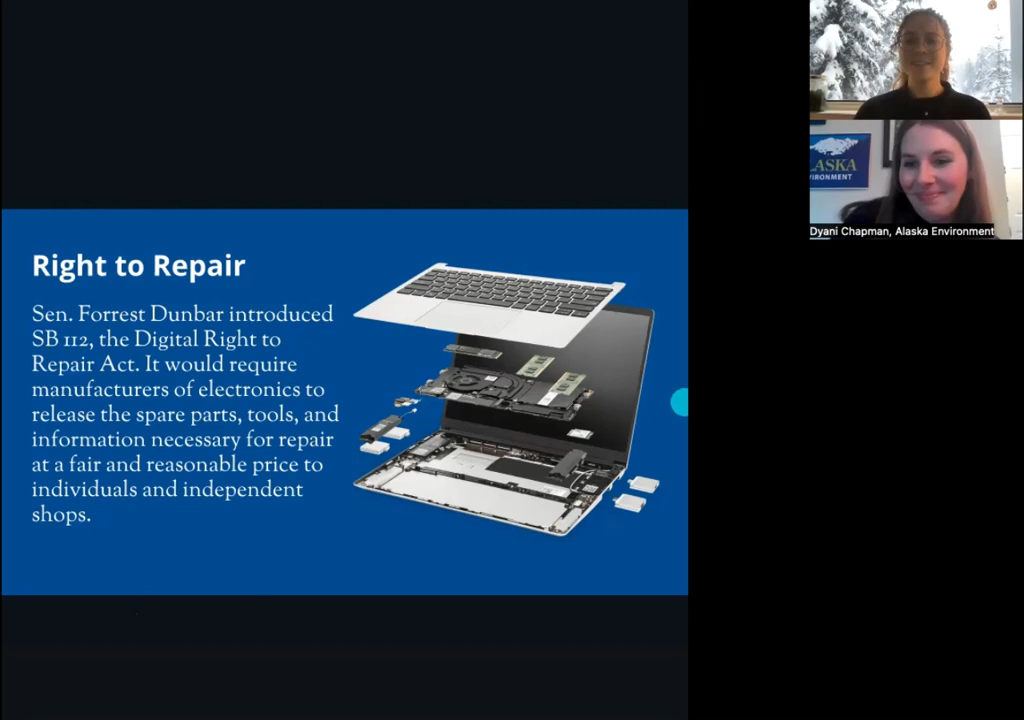 Right to Repair
Sen. Forrest Dunbar introduced
SB 112, the Digital Right to
Repair Act. It would require
manufacturers of electronics to
release the spare parts, tools, and
information necessary for repair
at a fair and reasonable price to
individuals and independent
shops.
LASKA
IRONMENT
Dyani Chapman, Alaska Environment